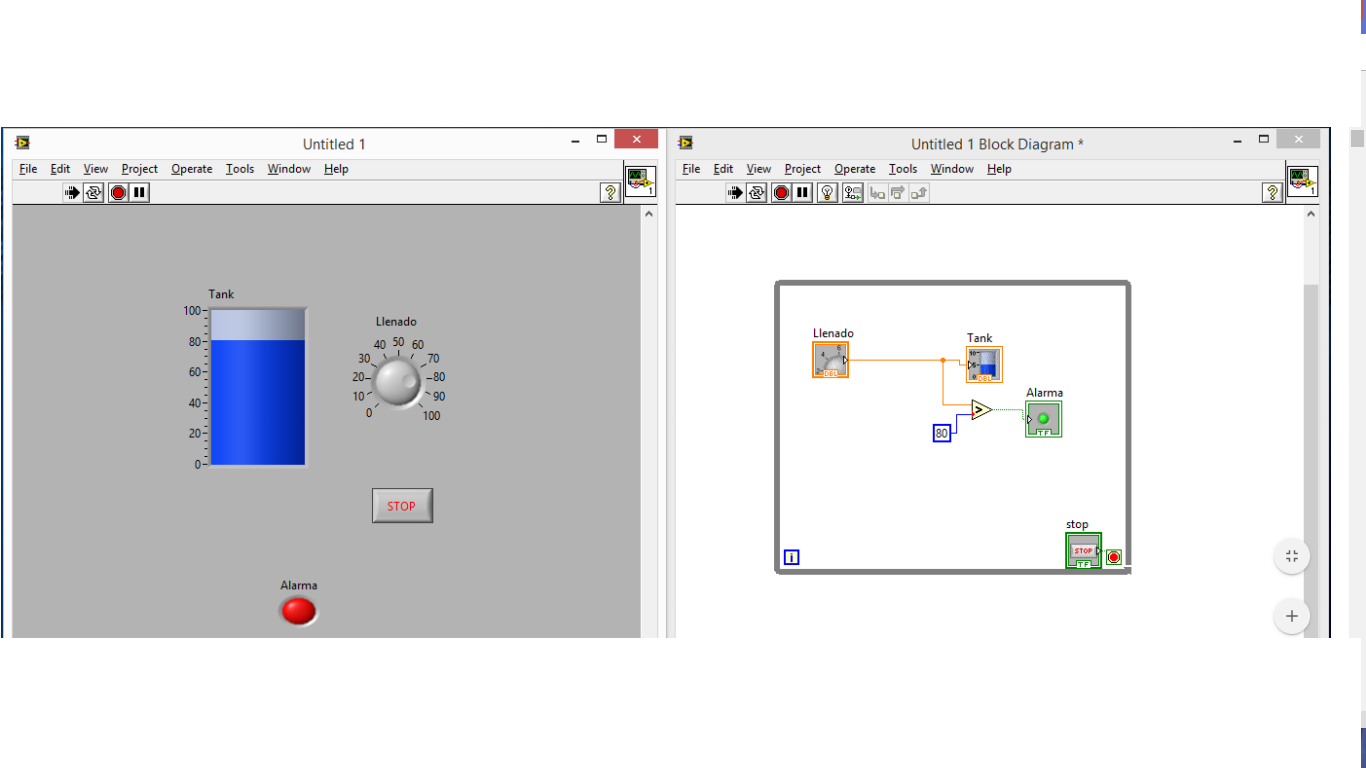 Untitled 1
File Edit View Project Operate Tools Window Help
?
1
Tank
100
80
60
40
20
0
Llenado
0
10
20
30
40
50
60
70
80
90
100
STOP
Alarma
Untitled 1 Block Diagram *
File Edit View Project Operate Tools Window Help
?
1
Llenado
DBL
Tank
DBL
>
80
Alarma
TF
stop
STOP
TF
i